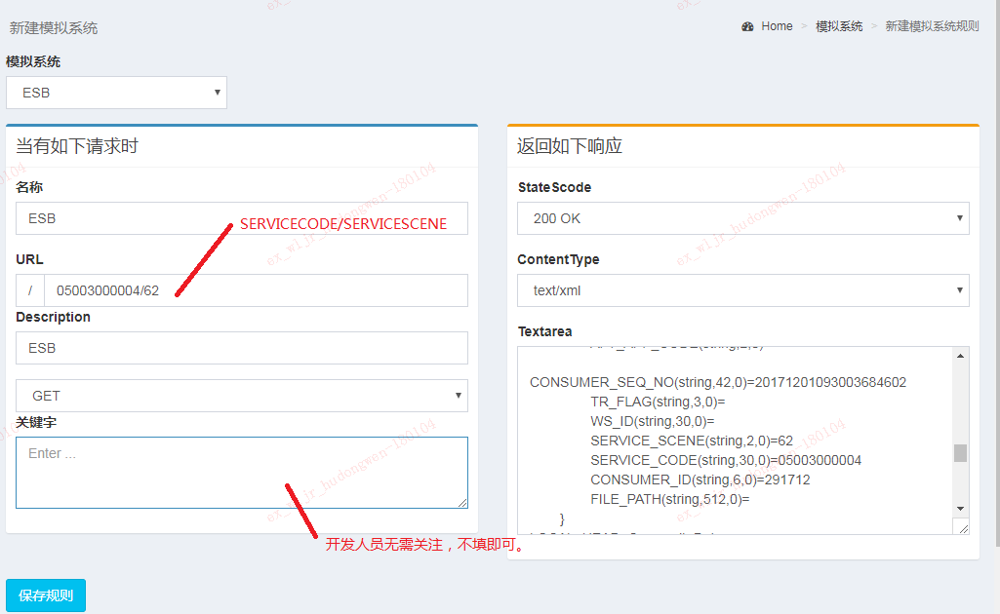 新建模拟系统
Home > 模拟系统 > 新建模拟系统规则
模拟系统
ESB
当有如下请求时
名称
ESB
SERVICECODE/SERVICESCENE
URL
/ 05003000004/62
Description
ESB
GET
关键字
Enter ...
开发人员无需关注，不填即可。
返回如下响应
StateScode
200 OK
ContentType
text/xml
Textarea
CONSUMER_SEQ_NO(string,42,0)=20171201093003684602
TR_FLAG(string,3,0)=
WS_ID(string,30,0)=
SERVICE_SCENE(string,2,0)=62
SERVICE_CODE(string,30,0)=05003000004
CONSUMER_ID(string,6,0)=291712
FILE_PATH(string,512,0)=
}
保存规则
ex_wljr_hudongwen-180104
ex_wljr_hudongwen-180104
ex_wljr_hudongwen-180104
ex_wljr_hudongwen-180104